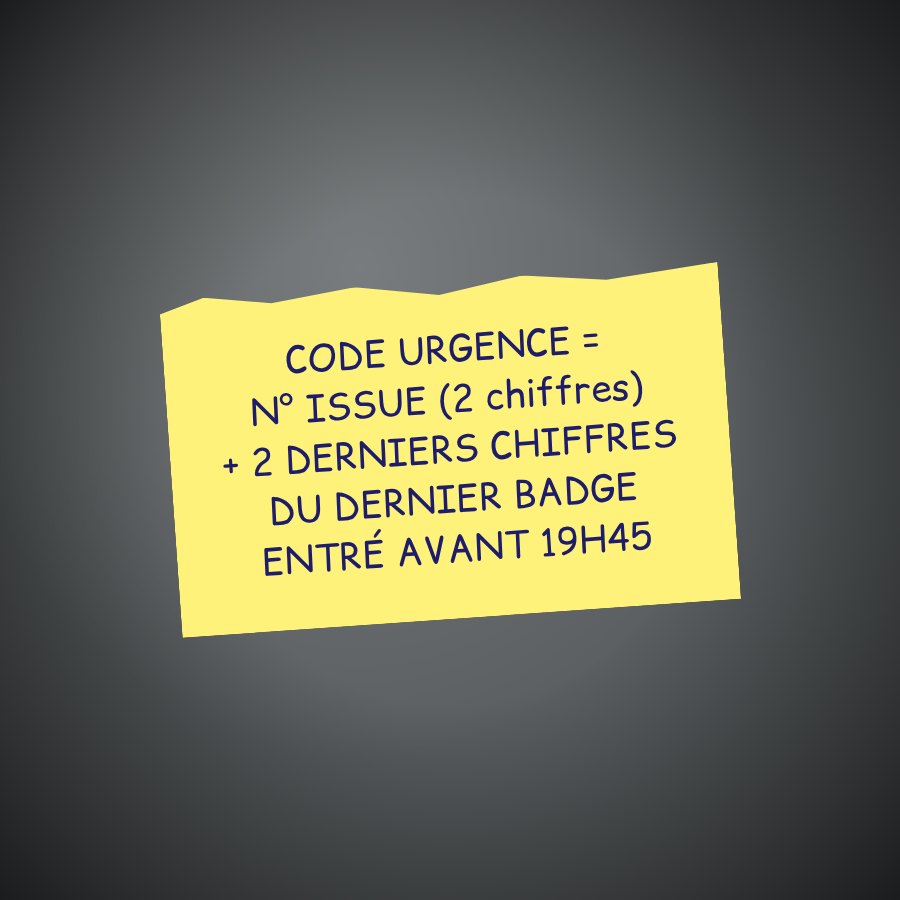 CODE URGENCE =
N° ISSUE (2 chiffres)
+ 2 DERNIERS CHIFFRES
DU DERNIER BADGE
ENTRÉ AVANT 19H45